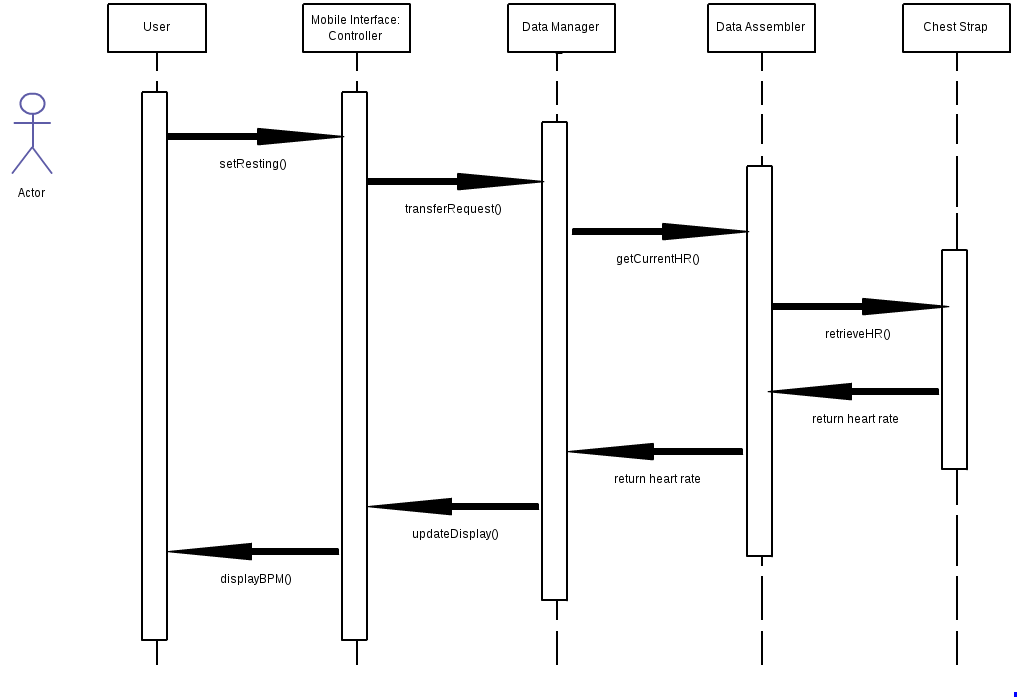 User
Mobile Interface:
Controller
Data Manager
Data Assembler
Chest Strap
Actor
setResting()
transferRequest()
getCurrentHR()
retrieveHR()
return heart rate
return heart rate
updateDisplay()
displayBPM()